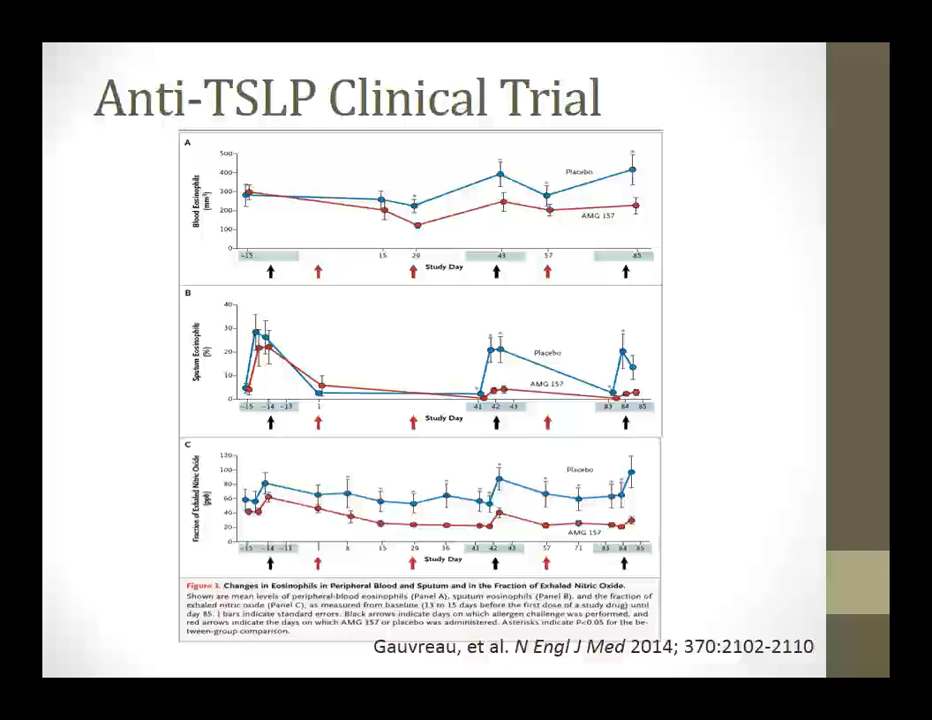 Anti-TSLP Clinical Trial
A
500
400
300
200
100
0
Blood Eosinophils
(mm³)
Placebo
AMG 157
−15 15 29 43 57 85
Study Day
B
40
30
20
10
0
Sputum Eosinophils
(%)
Placebo
AMG 157
−15 −14 −13 1 41 42 43 83 84 85
Study Day
C
120
100
80
60
40
20
0
Fraction of Exhaled Nitric Oxide
(ppb)
Placebo
AMG 157
−15 −14 1 8 15 29 36 41 42 43 57 71 83 84 85
Study Day
Figure 3. Changes in Eosinophils in Peripheral Blood and Sputum and in the Fraction of Exhaled Nitric Oxide.
Shown are mean levels of peripheral-blood eosinophils (Panel A), sputum eosinophils (Panel B), and the fraction of
exhaled nitric oxide (Panel C), as measured from baseline (13 to 15 days before the first dose of a study drug) until
day 85. I bars indicate standard errors. Black arrows indicate days on which allergen challenge was performed, and
red arrows indicate the days on which AMG 157 or placebo was administered. Asterisks indicate P<0.05 for the be-
tween-group comparison.
Gauvreau, et al. N Engl J Med 2014; 370:2102-2110